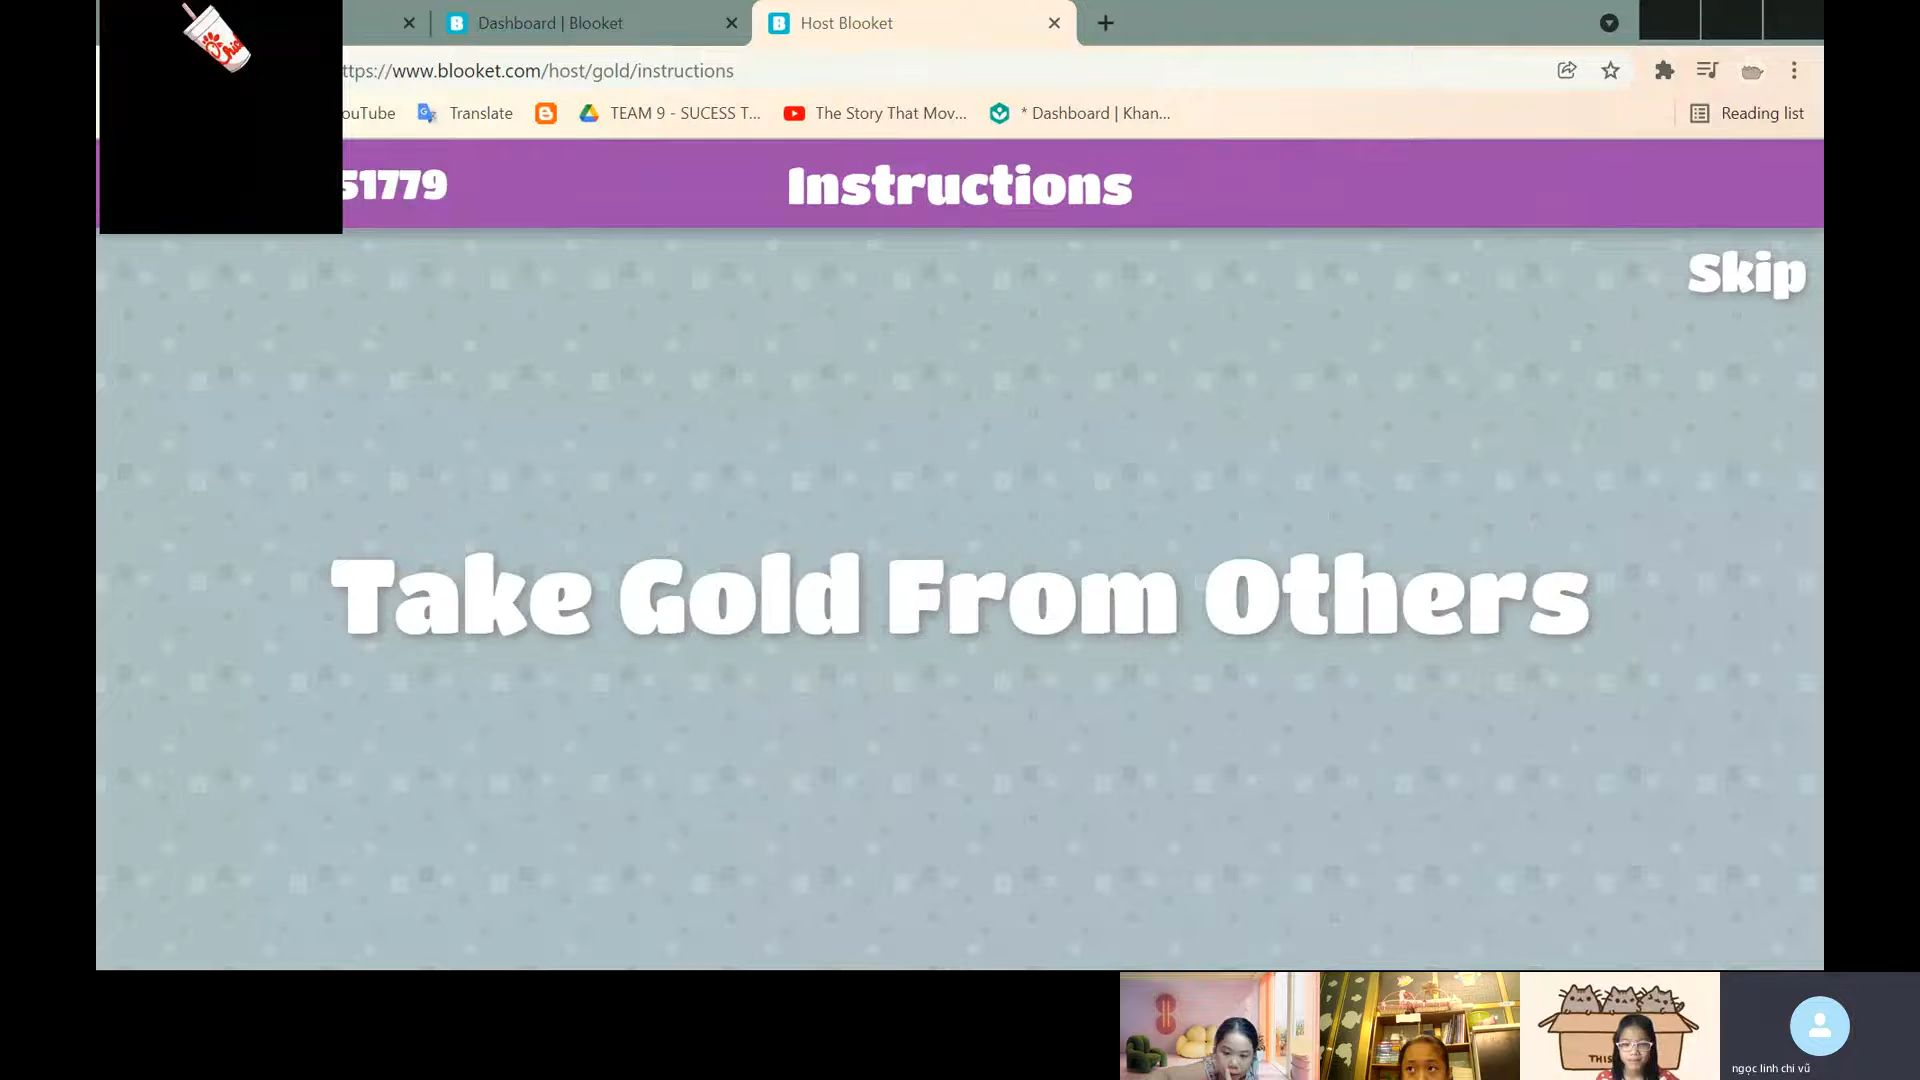 Dashboard | Blooket
Host Blooket
ttps://www.blooket.com/host/gold/instructions
ouTube
Translate
TEAM 9 - SUCESS T...
The Story That Mov...
* Dashboard | Khan...
Reading list
51779
Instructions
Skip
Take Gold From Others
THIS
ngọc linh chi vũ